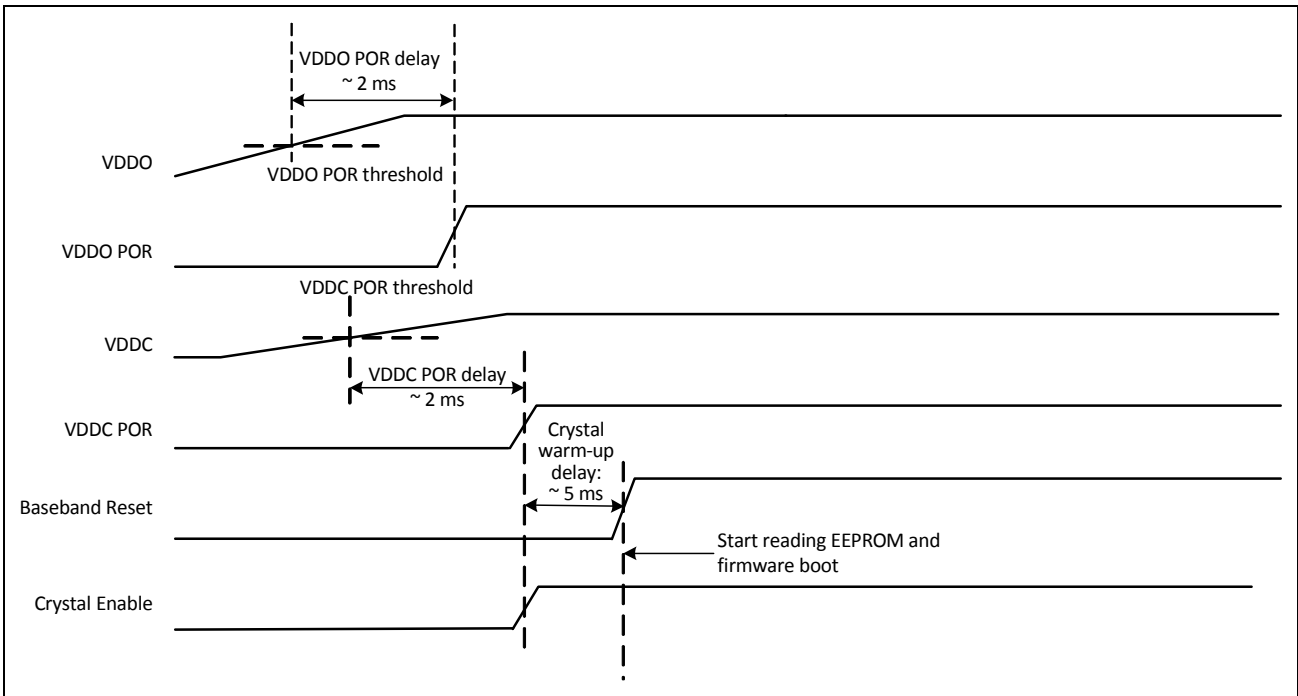 VDDO POR delay
~ 2 ms
VDDO
VDDO POR threshold
VDDO POR
VDDC POR threshold
VDDC
VDDC POR delay
~ 2 ms
VDDC POR
Crystal
warm-up
delay:
~ 5 ms
Baseband Reset
Start reading EEPROM and
firmware boot
Crystal Enable